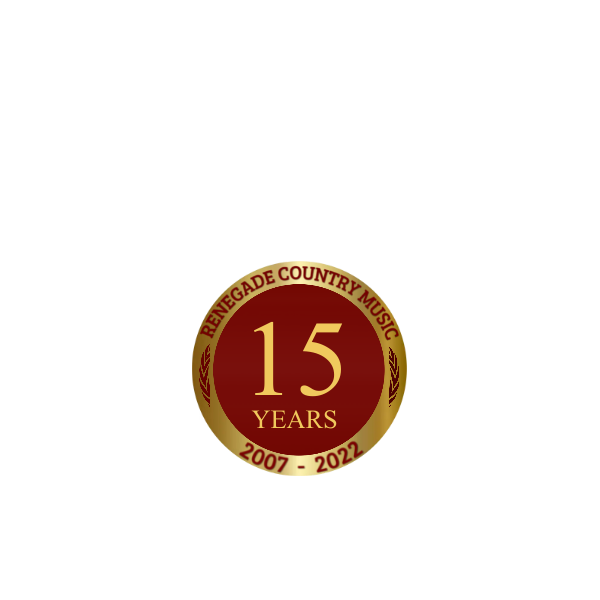 RENEGADE COUNTRY MUSIC
15
YEARS
2007 - 2022